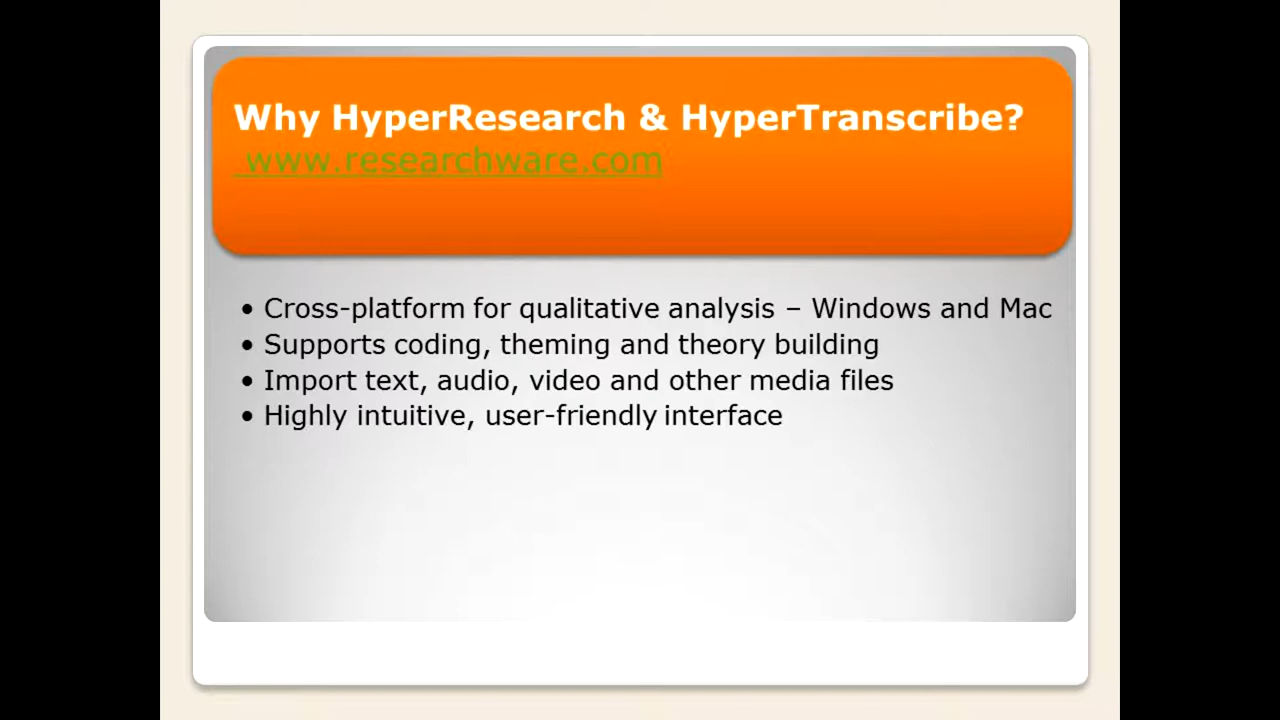 Why HyperResearch & HyperTranscribe?
www.researchware.com
• Cross-platform for qualitative analysis – Windows and Mac
• Supports coding, theming and theory building
• Import text, audio, video and other media files
• Highly intuitive, user-friendly interface